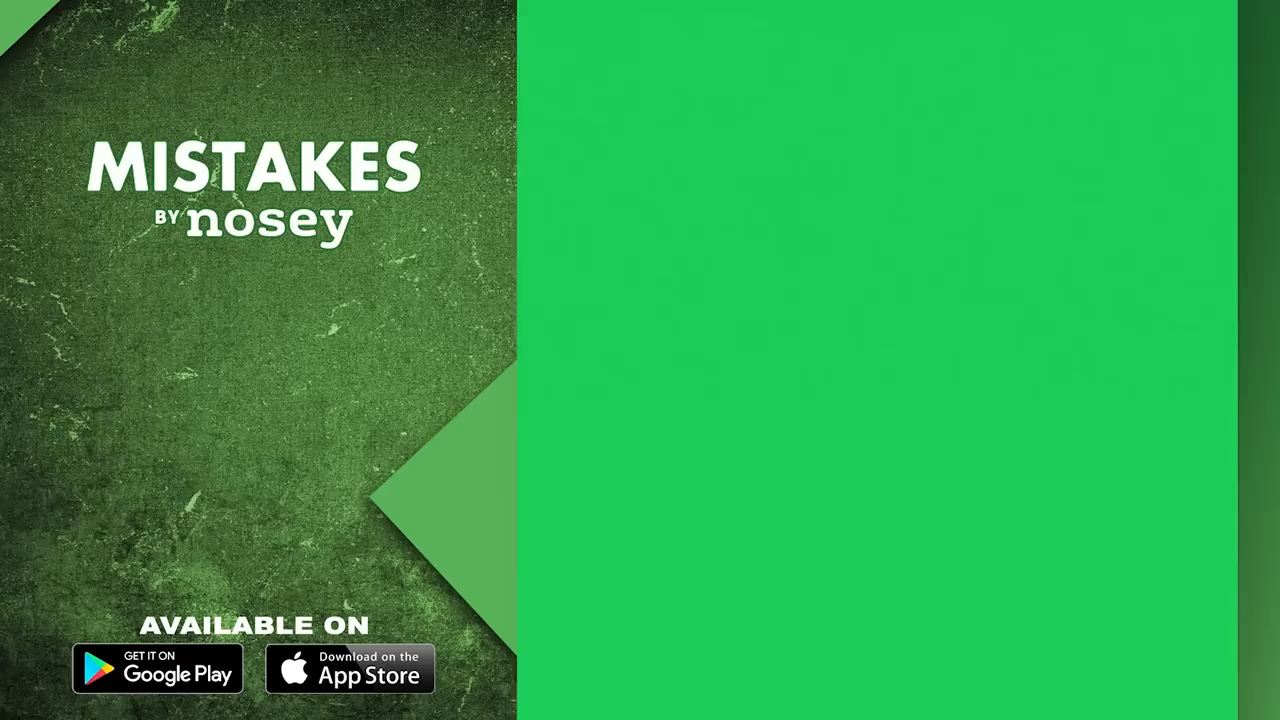 MISTAKES
BY nosey
AVAILABLE ON
GET IT ON
Google Play
Download on the
App Store